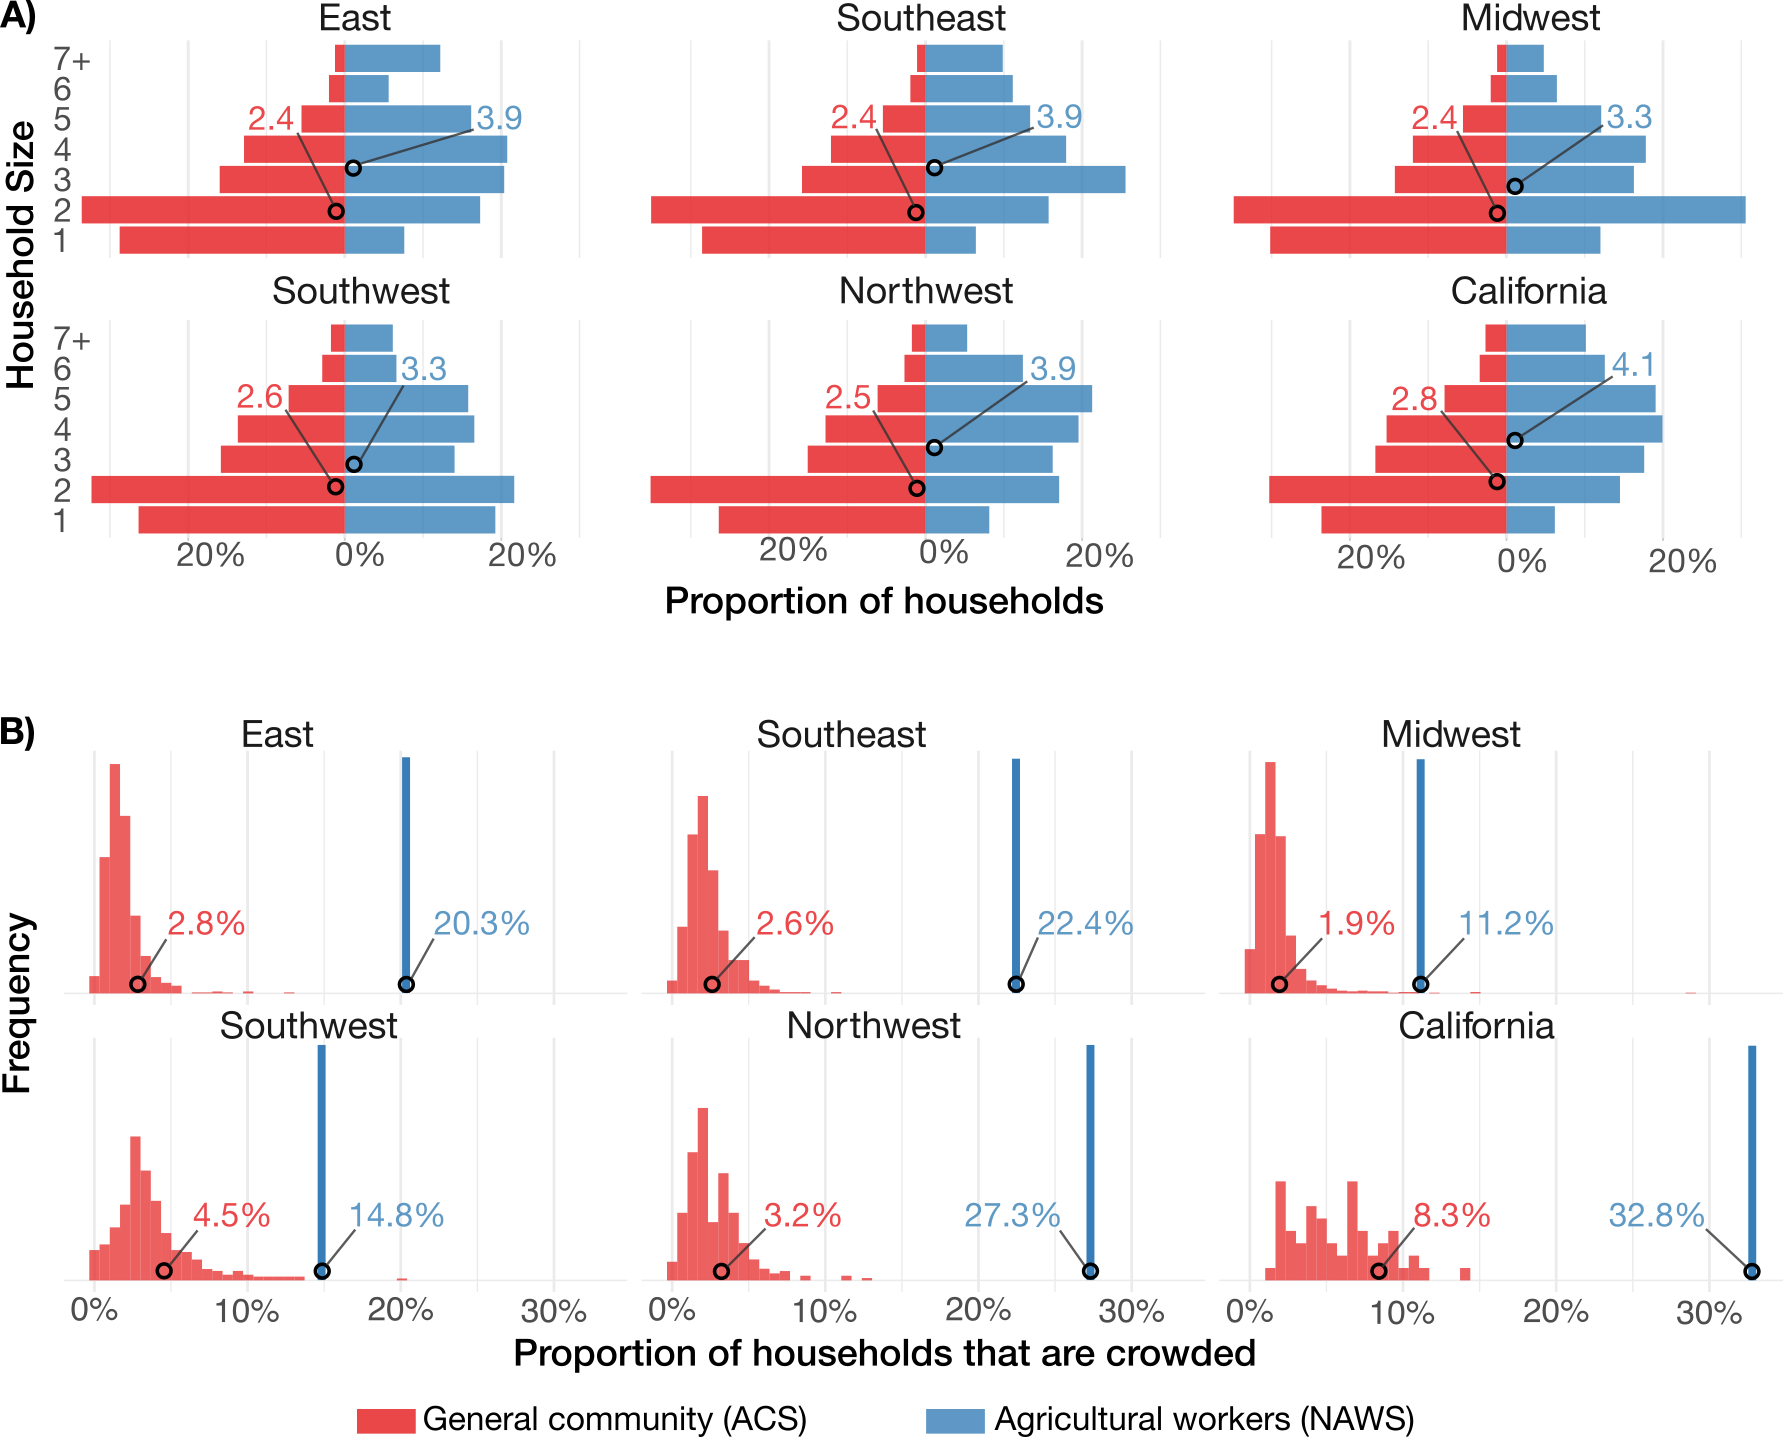 A)
East Southeast Midwest
Household Size
7+
6
5
4
3
2
1
2.4 3.9 2.4 3.9 2.4 3.3
Southwest Northwest California
7+
6
5
4
3
2
1
2.6 3.3 2.5 3.9 2.8 4.1
20% 0% 20% 20% 0% 20% 20% 0% 20%
Proportion of households
B)
East Southeast Midwest
Frequency
2.8% 20.3% 2.6% 22.4% 1.9% 11.2%
Southwest Northwest California
4.5% 14.8% 3.2% 27.3% 8.3% 32.8%
0% 10% 20% 30% 0% 10% 20% 30% 0% 10% 20% 30%
Proportion of households that are crowded
General community (ACS) Agricultural workers (NAWS)